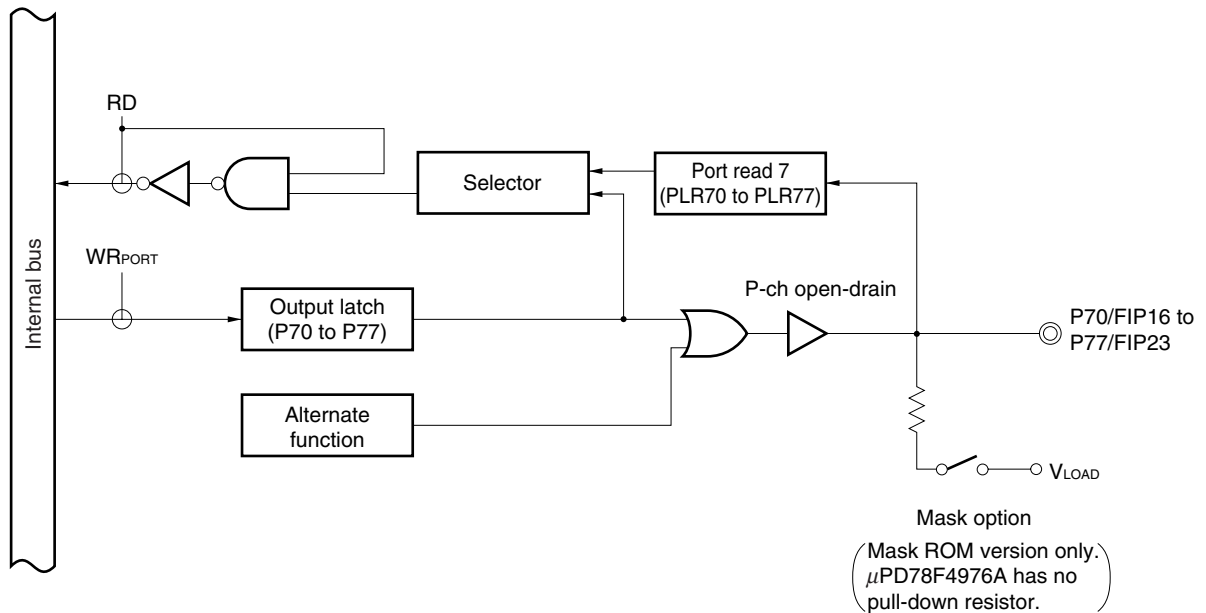 RD
Selector
Port read 7
(PLR70 to PLR77)
Internal bus
WRPORT
Output latch
(P70 to P77)
P-ch open-drain
P70/FIP16 to
P77/FIP23
Alternate
function
VLOAD
Mask option
(Mask ROM version only.
μPD78F4976A has no
pull-down resistor.)